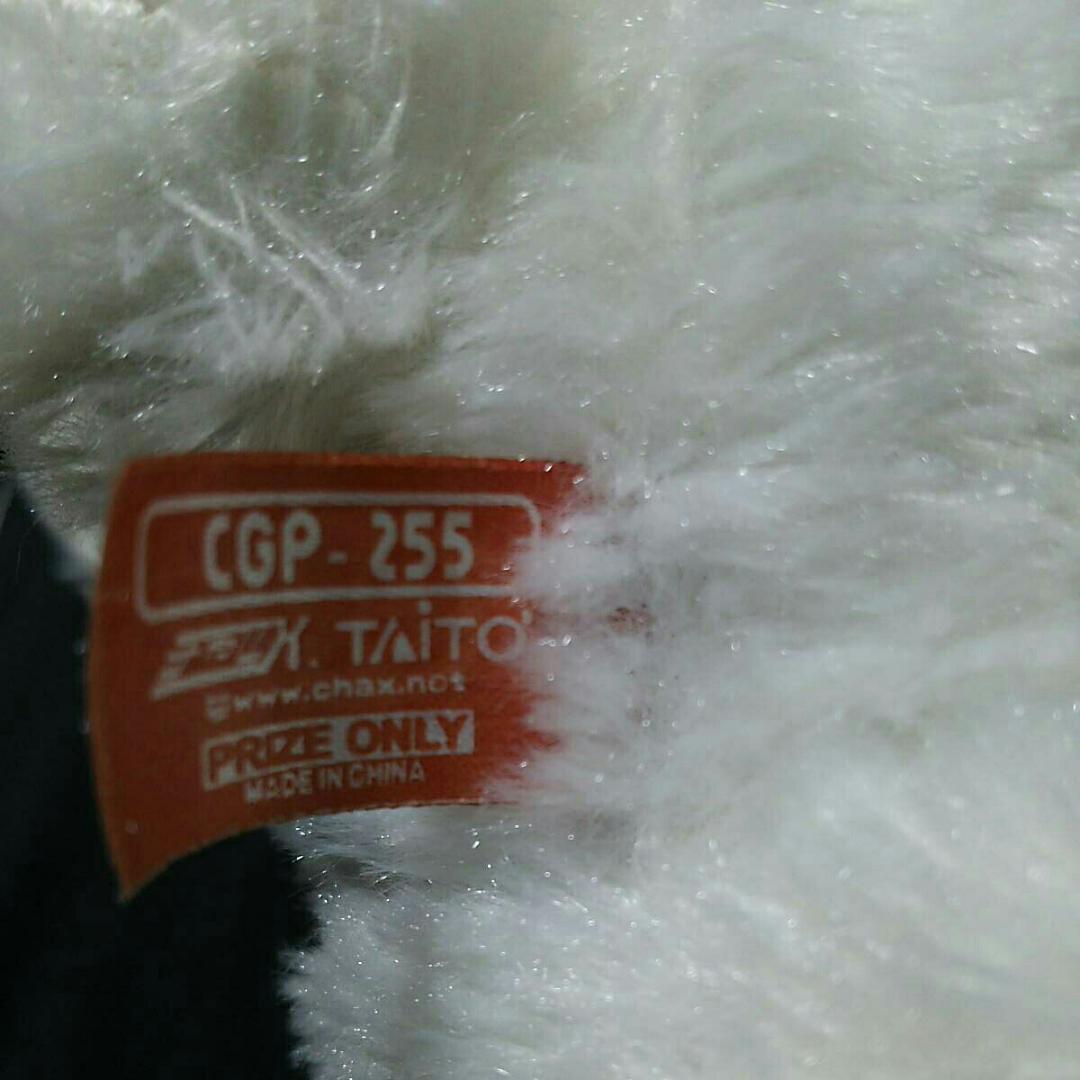 CGP-255
TAITO
www.chax.net
PRIZE ONLY
MADE IN CHINA